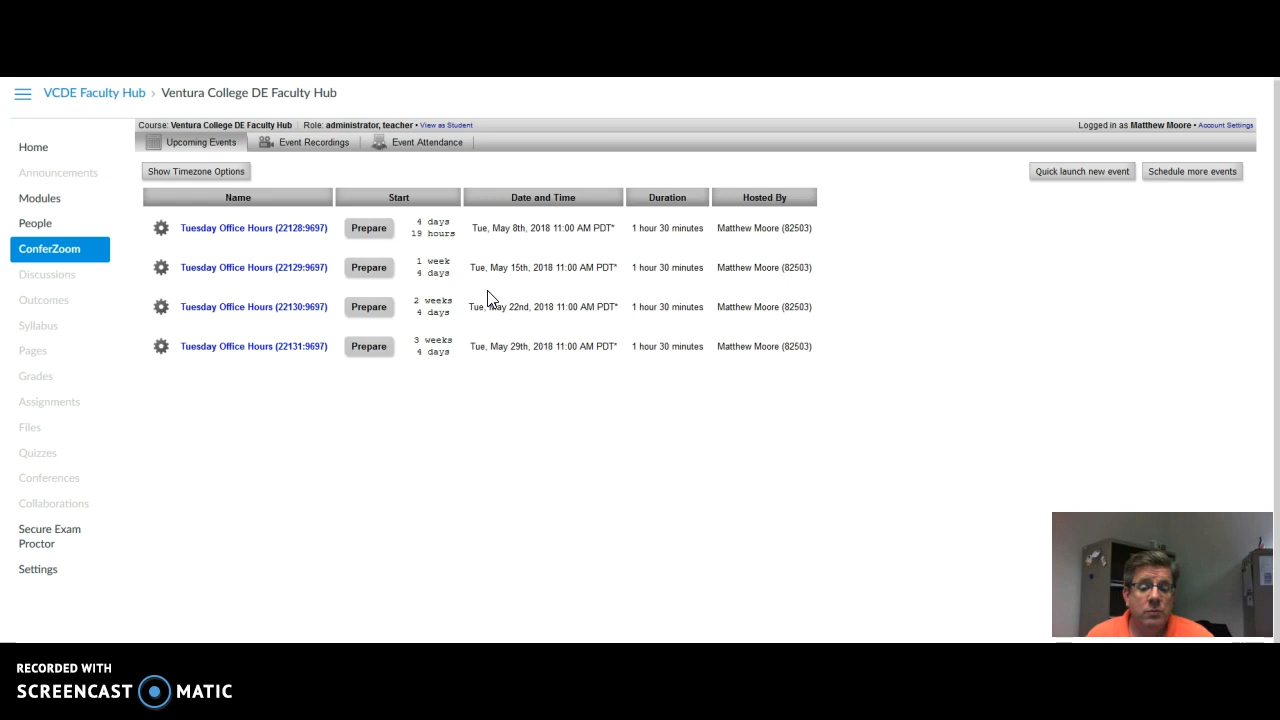 VCDE Faculty Hub › Ventura College DE Faculty Hub
Course: Ventura College DE Faculty Hub | Role: administrator, teacher • View as Student
Logged in as Matthew Moore • Account Settings
Upcoming Events
Event Recordings
Event Attendance
Show Timezone Options
Quick launch new event
Schedule more events
Name Start Date and Time Duration Hosted By
Tuesday Office Hours (22128:9697) Prepare 4 days 19 hours Tue, May 8th, 2018 11:00 AM PDT* 1 hour 30 minutes Matthew Moore (82503)
Tuesday Office Hours (22129:9697) Prepare 1 week 4 days Tue, May 15th, 2018 11:00 AM PDT* 1 hour 30 minutes Matthew Moore (82503)
Tuesday Office Hours (22130:9697) Prepare 2 weeks 4 days Tue, May 22nd, 2018 11:00 AM PDT* 1 hour 30 minutes Matthew Moore (82503)
Tuesday Office Hours (22131:9697) Prepare 3 weeks 4 days Tue, May 29th, 2018 11:00 AM PDT* 1 hour 30 minutes Matthew Moore (82503)
Home
Announcements
Modules
People
ConferZoom
Discussions
Outcomes
Syllabus
Pages
Grades
Assignments
Files
Quizzes
Conferences
Collaborations
Secure Exam
Proctor
Settings
RECORDED WITH
SCREENCAST MATIC